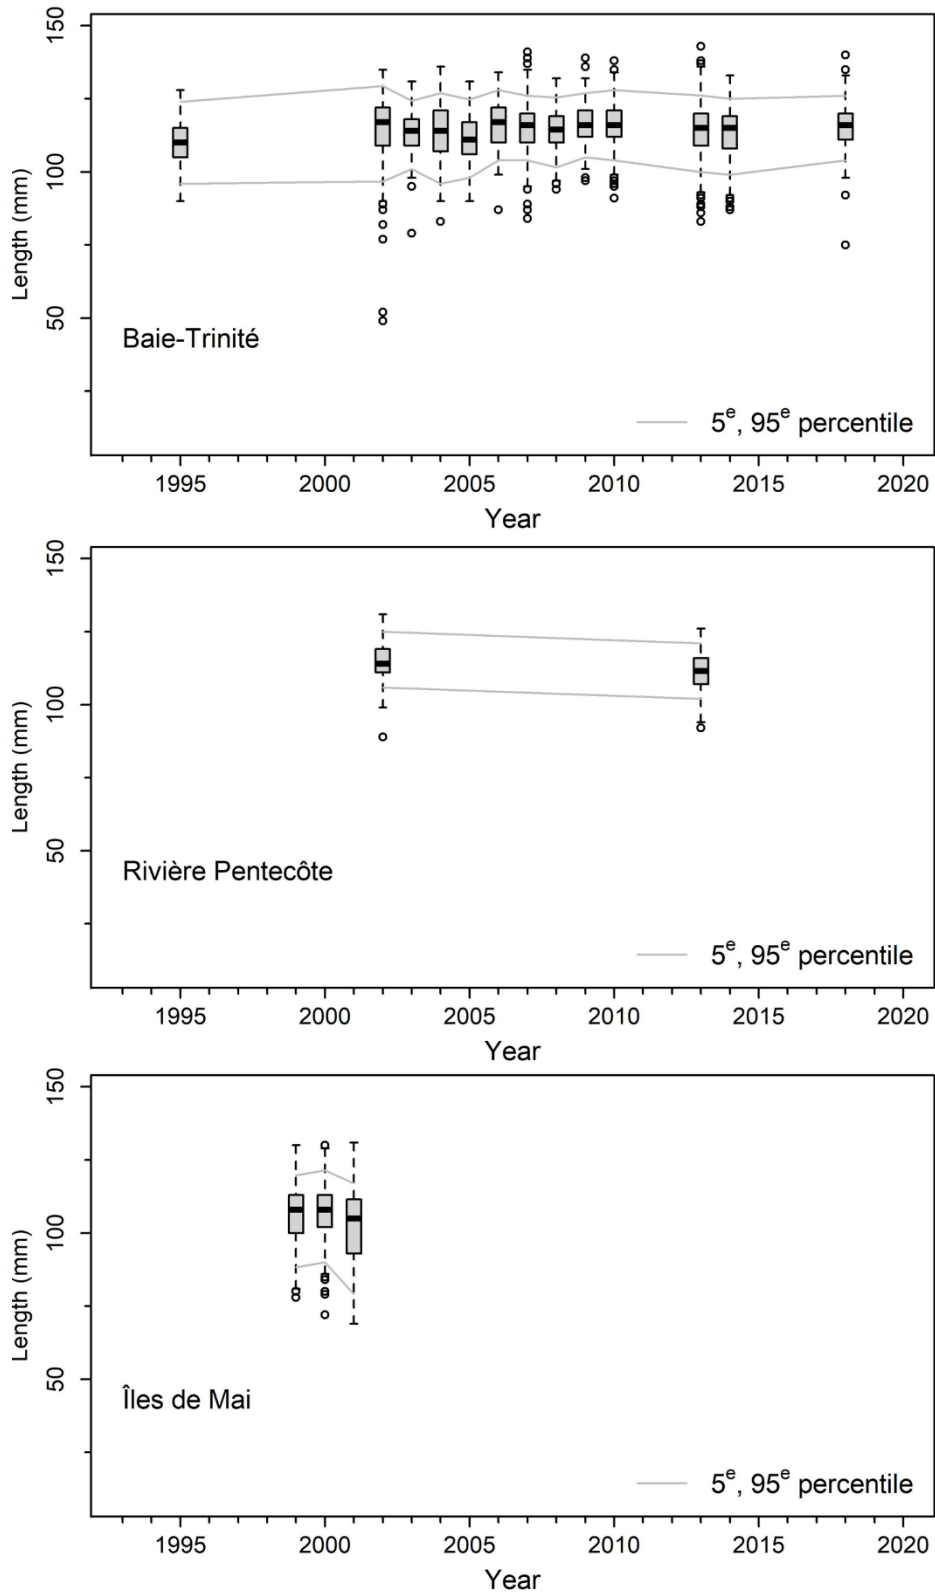 150
100
50
Length (mm)
Baie-Trinité
5e, 95e percentile
1995 2000 2005 2010 2015 2020
Year
150
100
50
Length (mm)
Rivière Pentecôte
5e, 95e percentile
1995 2000 2005 2010 2015 2020
Year
150
100
50
Length (mm)
Îles de Mai
5e, 95e percentile
1995 2000 2005 2010 2015 2020
Year